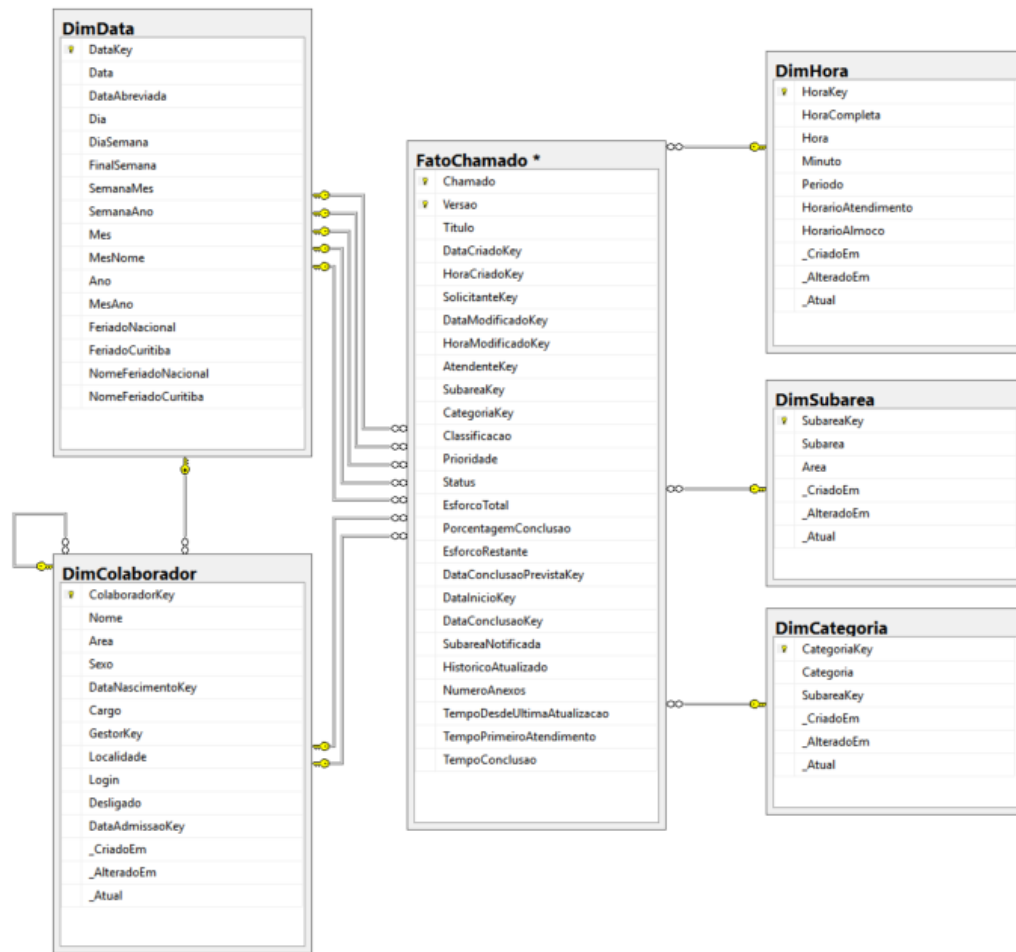 DimData
DataKey
Data
DataAbreviada
Dia
DiaSemana
FinalSemana
SemanaMes
SemanaAno
Mes
MesNome
Ano
MesAno
FeriadoNacional
FeriadoCuritiba
NomeFeriadoNacional
NomeFeriadoCuritiba
DimColaborador
ColaboradorKey
Nome
Area
Sexo
DataNascimentoKey
Cargo
GestorKey
Localidade
Login
Desligado
DataAdmissaoKey
_CriadoEm
_AlteradoEm
_Atual
FatoChamado *
Chamado
Versao
Titulo
DataCriadoKey
HoraCriadoKey
SolicitanteKey
DataModificadoKey
HoraModificadoKey
AtendenteKey
SubareaKey
CategoriaKey
Classificacao
Prioridade
Status
EsforcoTotal
PorcentagemConclusao
EsforcoRestante
DataConclusaoPrevistaKey
DataInicioKey
DataConclusaoKey
SubareaNotificada
HistoricoAtualizado
NumeroAnexos
TempoDesdeUltimaAtualizacao
TempoPrimeiroAtendimento
TempoConclusao
DimHora
HoraKey
HoraCompleta
Hora
Minuto
Periodo
HorarioAtendimento
HorarioAlmoco
_CriadoEm
_AlteradoEm
_Atual
DimSubarea
SubareaKey
Subarea
Area
_CriadoEm
_AlteradoEm
_Atual
DimCategoria
CategoriaKey
Categoria
SubareaKey
_CriadoEm
_AlteradoEm
_Atual